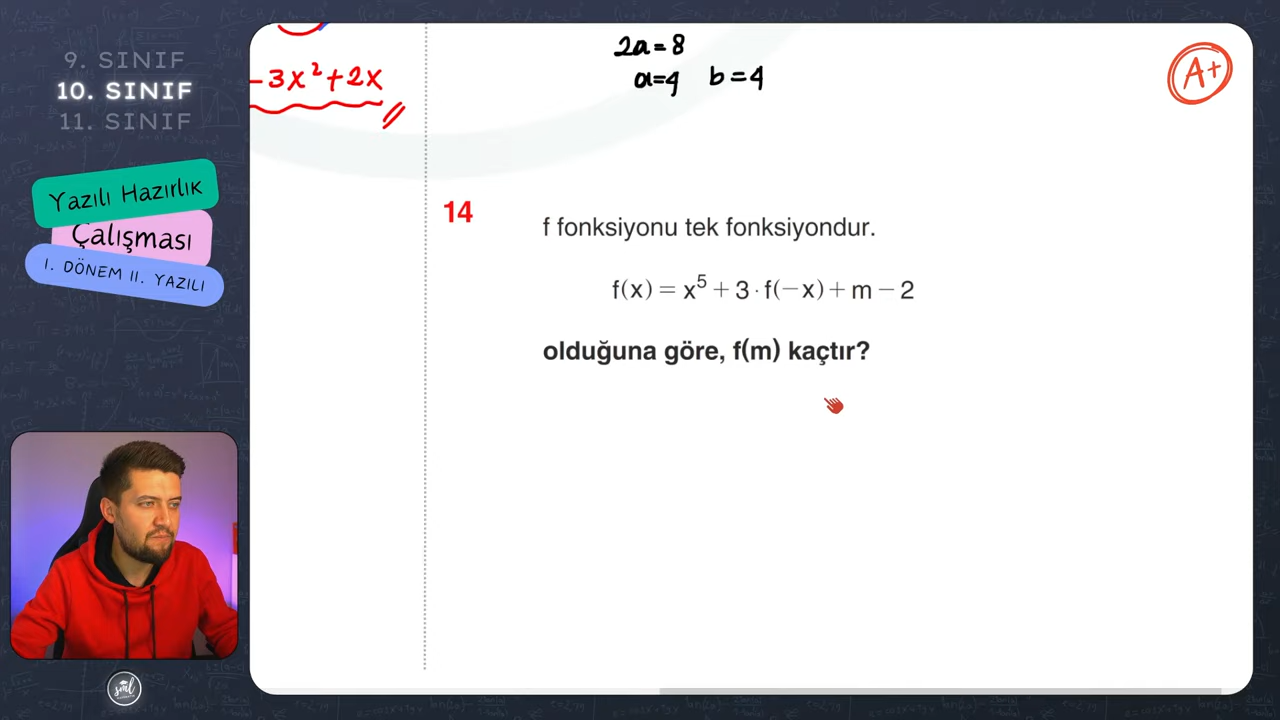 9. SINIF
10. SINIF
11. SINIF
Yazılı Hazırlık
Çalışması
I. DÖNEM II. YAZILI
sml
-3x²+2x
2a=8
a=4 b=4
A+
14
f fonksiyonu tek fonksiyondur.
f(x) = x⁵ + 3 · f(−x) + m − 2
olduğuna göre, f(m) kaçtır?